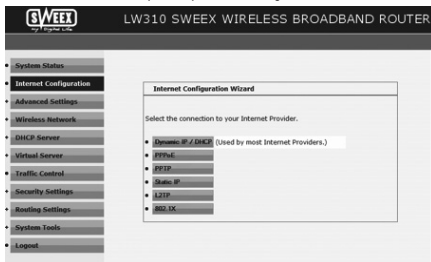 SWEEX
my Digital Life
LW310 SWEEX WIRELESS BROADBAND ROUTER
System Status
Internet Configuration
Advanced Settings
Wireless Network
DHCP Server
Virtual Server
Traffic Control
Security Settings
Routing Settings
System Tools
Logout
Internet Configuration Wizard
Select the connection to your Internet Provider.
Dynamic IP / DHCP (Used by most Internet Providers.)
PPPoE
PPTP
Static IP
L2TP
802.1X